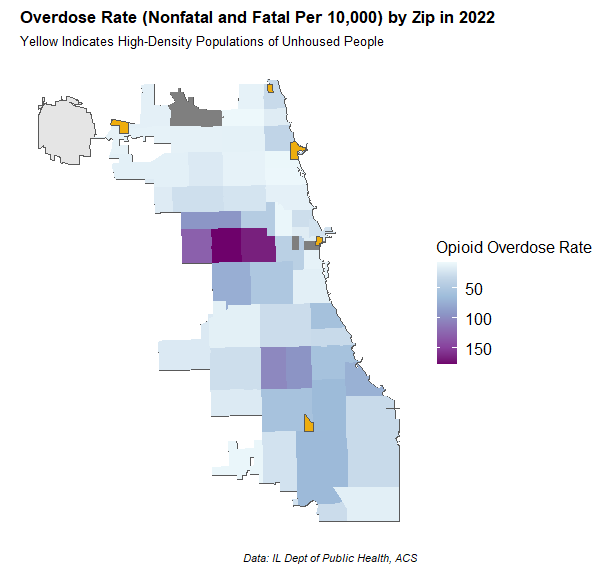 Overdose Rate (Nonfatal and Fatal Per 10,000) by Zip in 2022
Yellow Indicates High-Density Populations of Unhoused People
Opioid Overdose Rate
50
100
150
Data: IL Dept of Public Health, ACS